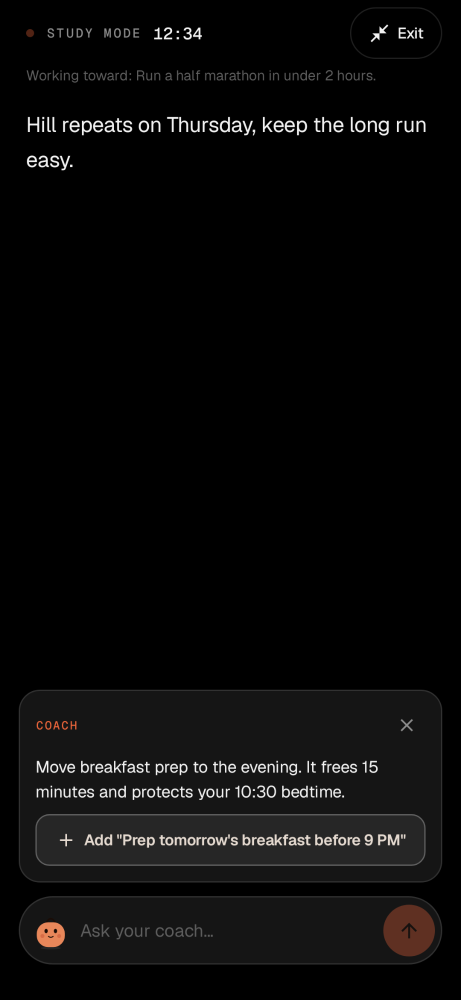 STUDY MODE 12:34
Exit
Working toward: Run a half marathon in under 2 hours.
Hill repeats on Thursday, keep the long run
easy.
COACH
Move breakfast prep to the evening. It frees 15
minutes and protects your 10:30 bedtime.
Add "Prep tomorrow's breakfast before 9 PM"
Ask your coach...